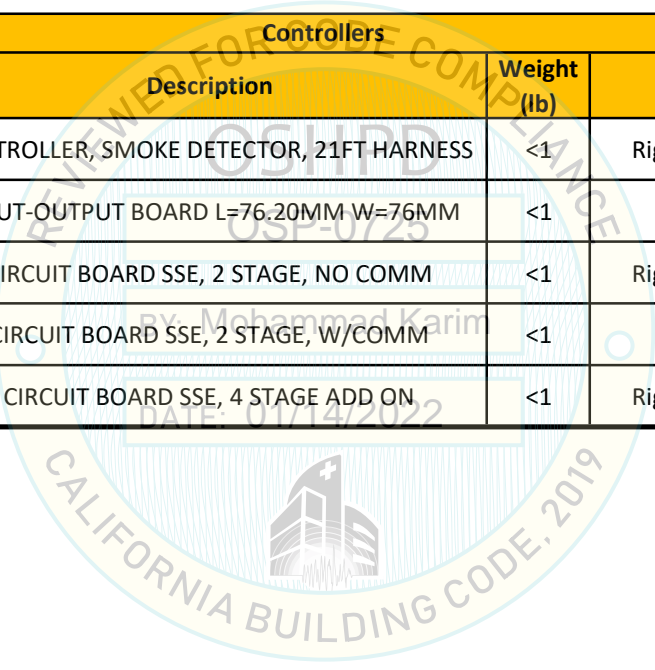 Controllers
Description
Weight
(lb)
TROLLER, SMOKE DETECTOR, 21FT HARNESS <1 Rig
UT-OUTPUT BOARD L=76.20MM W=76MM <1
IRCUIT BOARD SSE, 2 STAGE, NO COMM <1 Rig
CIRCUIT BOARD SSE, 2 STAGE, W/COMM <1
CIRCUIT BOARD SSE, 4 STAGE ADD ON <1 Rig
REVIEWED FOR CODE COMPLIANCE
OSHPD
OSP-0725
BY: Mohammad Karim
DATE: 01/14/2022
CALIFORNIA BUILDING CODE, 2019